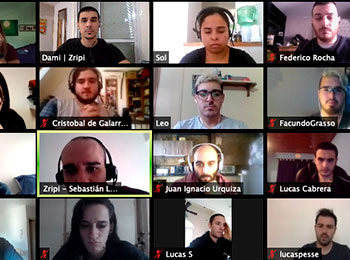 Dami | Zripi
Sol
Federico Rocha
Cristobal de Galarr...
Leo
FacundoGrasso
Zripi - Sebastián L...
Juan Ignacio Urquiza
Lucas Cabrera
Lucas S
lucaspesse